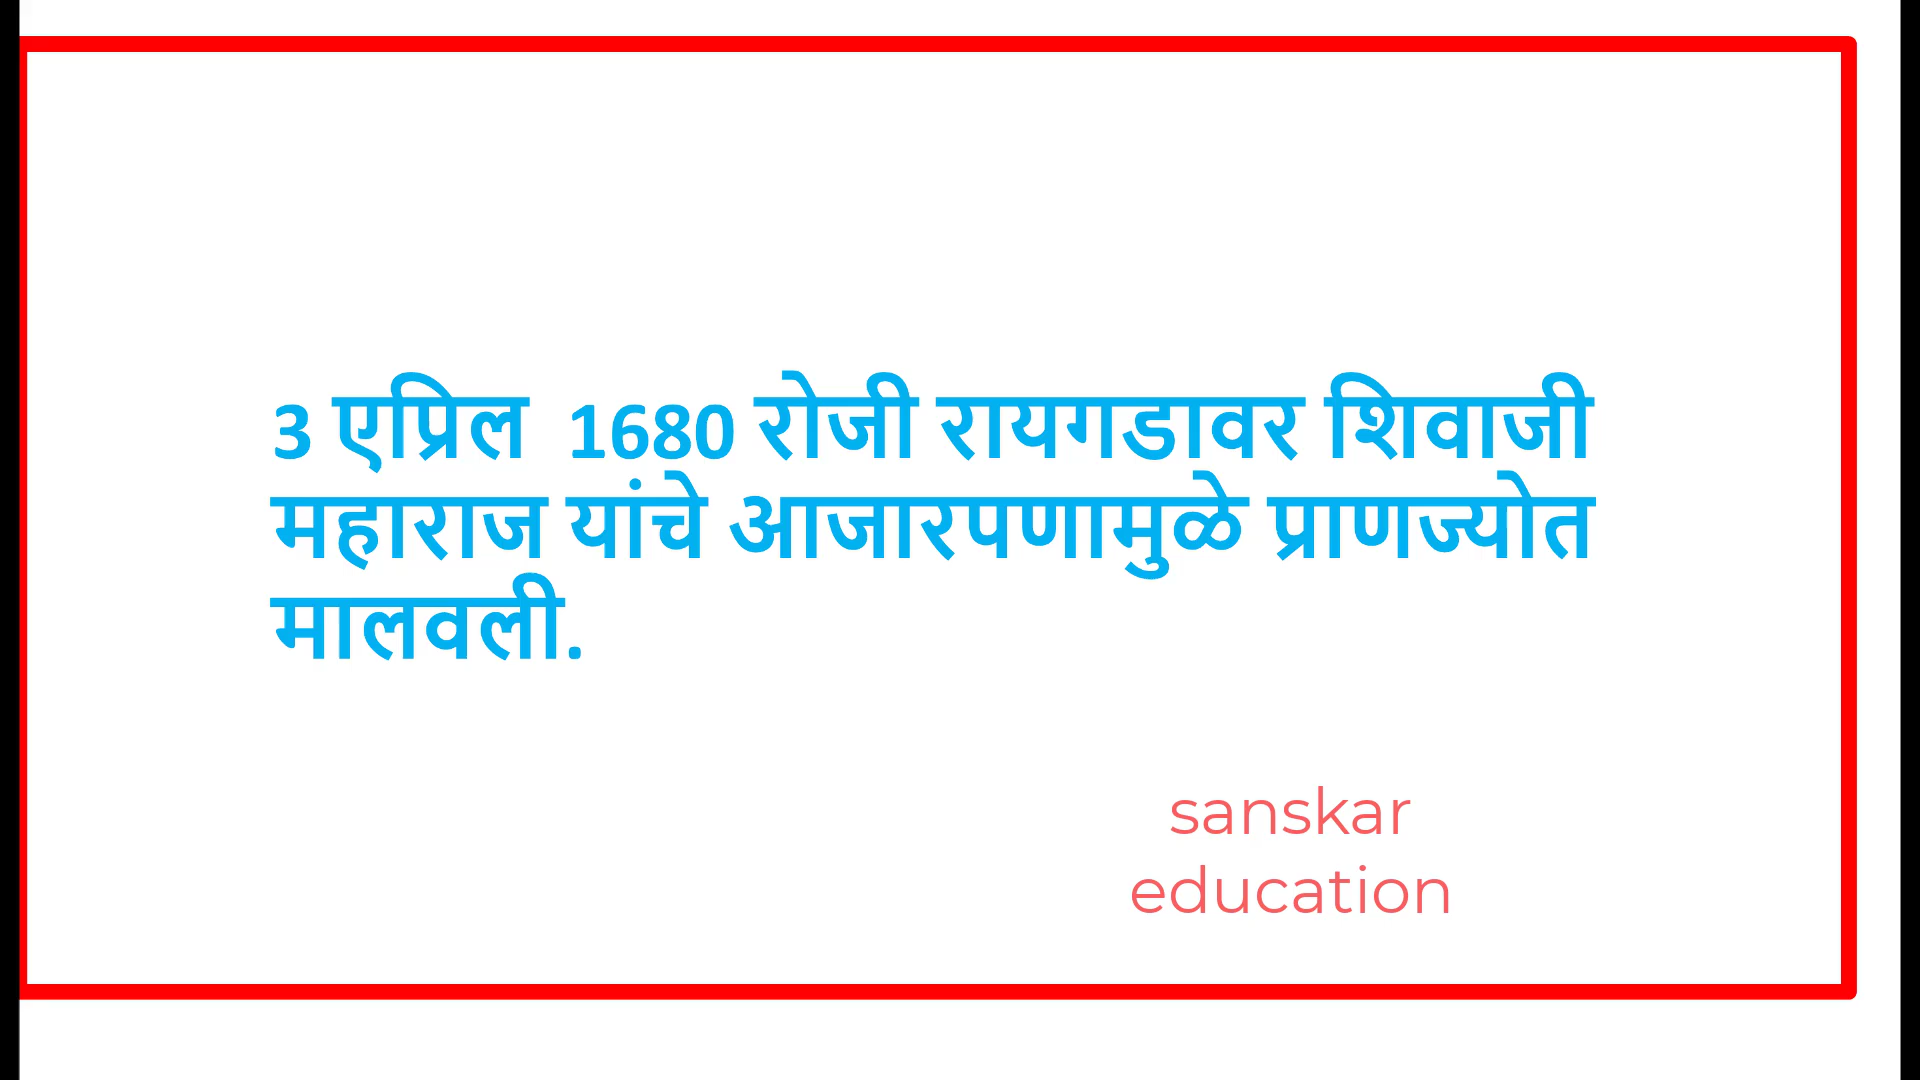 3 एप्रिल  1680 रोजी रायगडावर शिवाजी
महाराज यांचे आजारपणामुळे प्राणज्योत
मालवली.
sanskar
education